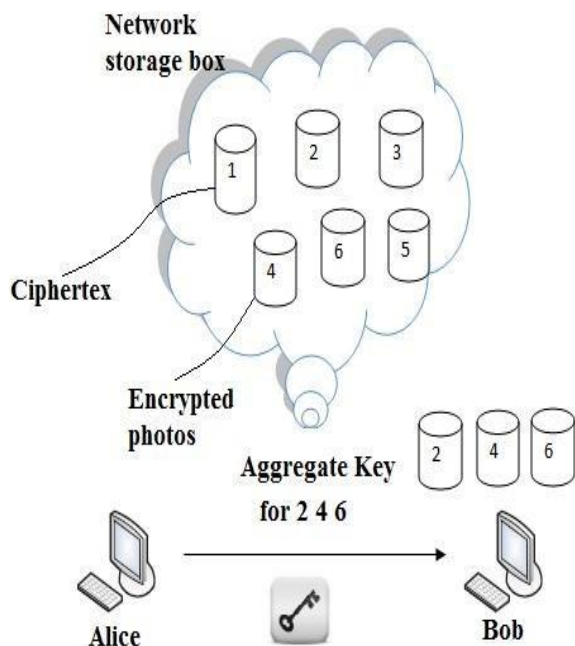 Network
storage box
1
2
3
4
6
5
Ciphertex
Encrypted
photos
Aggregate Key
for 2 4 6
2
4
6
Alice
Bob